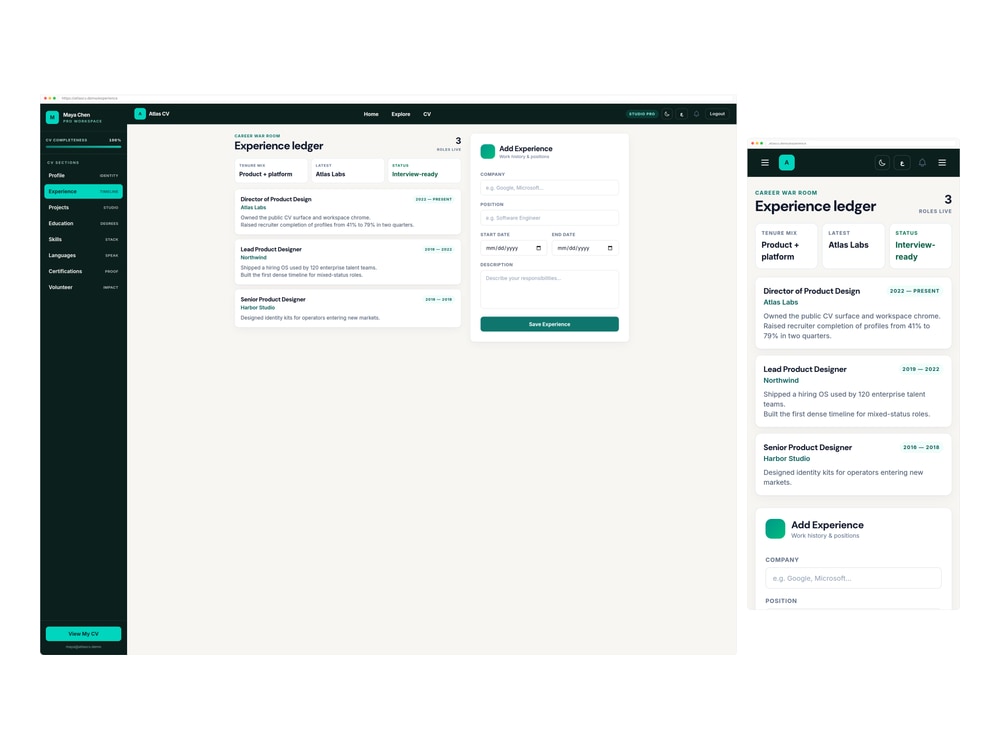 Maya Chen
PRO WORKSPACE
CV COMPLETENESS 100%
CV SECTIONS
Profile IDENTITY
Experience TIMELINE
Projects STUDIO
Education DEGREES
Skills STACK
Languages SPEAK
Certifications PROOF
Volunteer IMPACT
View My CV
M
A
Atlas CV
Home Explore CV
STUDIO PRO
ع
Logout
CAREER WAR ROOM
Experience ledger
3
ROLES LIVE
TENURE MIX
Product + platform
LATEST
Atlas Labs
STATUS
Interview-ready
Director of Product Design
2022 — PRESENT
Atlas Labs
Owned the public CV surface and workspace chrome.
Raised recruiter completion of profiles from 41% to 79% in two quarters.
Lead Product Designer
2019 — 2022
Northwind
Shipped a hiring OS used by 120 enterprise talent teams.
Built the first dense timeline for mixed-status roles.
Senior Product Designer
2016 — 2018
Harbor Studio
Designed identity kits for operators entering new markets.
Add Experience
Work history & positions
COMPANY
e.g. Google, Microsoft...
POSITION
e.g. Software Engineer
START DATE
mm/dd/yyyy
END DATE
mm/dd/yyyy
DESCRIPTION
Describe your responsibilities...
Save Experience
A
ع
CAREER WAR ROOM
Experience ledger
3
ROLES LIVE
TENURE MIX
Product +
platform
LATEST
Atlas Labs
STATUS
Interview-
ready
Director of Product Design
2022 — PRESENT
Atlas Labs
Owned the public CV surface and workspace chrome.
Raised recruiter completion of profiles from 41% to
79% in two quarters.
Lead Product Designer
2019 — 2022
Northwind
Shipped a hiring OS used by 120 enterprise talent
teams.
Built the first dense timeline for mixed-status roles.
Senior Product Designer
2016 — 2018
Harbor Studio
Designed identity kits for operators entering new
markets.
Add Experience
Work history & positions
COMPANY
e.g. Google, Microsoft...
POSITION